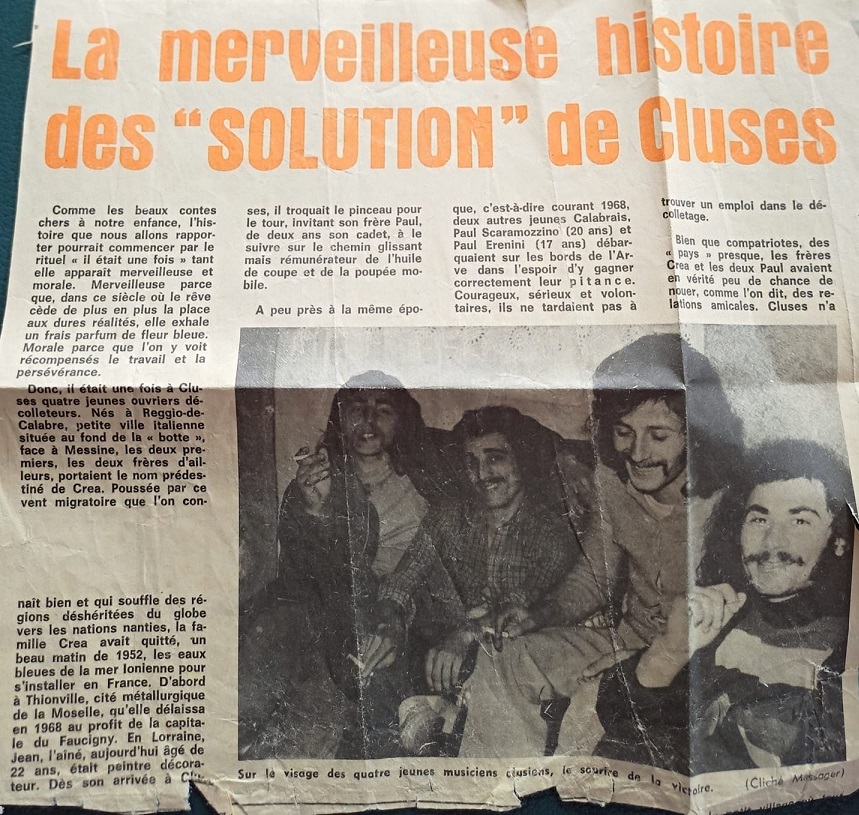 La merveilleuse histoire
des “SOLUTION” de Cluses
Comme les beaux contes
chers à notre enfance, l'his-
toire que nous allons rappor-
ter pourrait commencer par le
rituel « il était une fois » tant
elle apparaît merveilleuse et
morale. Merveilleuse parce
que, dans ce siècle où le rêve
cède de plus en plus la place
aux dures réalités, elle exhale
un frais parfum de fleur bleue.
Morale parce que l'on y voit
récompensés le travail et la
persévérance.
Donc, il était une fois à Clu-
ses quatre jeunes ouvriers dé-
colleteurs. Nés à Reggio-de-
Calabre, petite ville italienne
située au fond de la « botte »,
face à Messine, les deux pre-
miers, les deux frères d'ail-
leurs, portaient le nom prédes-
tiné de Crea. Poussée par ce
vent migratoire que l'on con-
naît bien et qui souffle des ré-
gions déshéritées du globe
vers les nations nanties, la fa-
mille Crea avait quitté, un
beau matin de 1952, les eaux
bleues de la mer Ionienne pour
s'installer en France. D'abord
à Thionville, cité métallurgique
de la Moselle, qu'elle délaissa
en 1968 au profit de la capita-
le du Faucigny. En Lorraine,
Jean, l'aîné, aujourd'hui âgé de
22 ans, était peintre décora-
teur. Dès son arrivée à Clu-
ses, il troquait le pinceau pour
le tour, invitant son frère Paul,
de deux ans son cadet, à le
suivre sur le chemin glissant
mais rémunérateur de l'huile
de coupe et de la poupée mo-
bile.
A peu près à la même épo-
que, c'est-à-dire courant 1968,
deux autres jeunes Calabrais,
Paul Scaramozzino (20 ans) et
Paul Erenini (17 ans) débar-
quaient sur les bords de l'Ar-
ve dans l'espoir d'y gagner
correctement leur pitance.
Courageux, sérieux et volon-
taires, ils ne tardaient pas à
trouver un emploi dans le dé-
colletage.
Bien que compatriotes, des
« pays » presque, les frères
Crea et les deux Paul avaient
en vérité peu de chance de
nouer, comme l'on dit, des re-
lations amicales. Cluses n'a
Sur le visage des quatre jeunes musiciens clusiens, le sourire de la victoire.
(Cliché Messager)